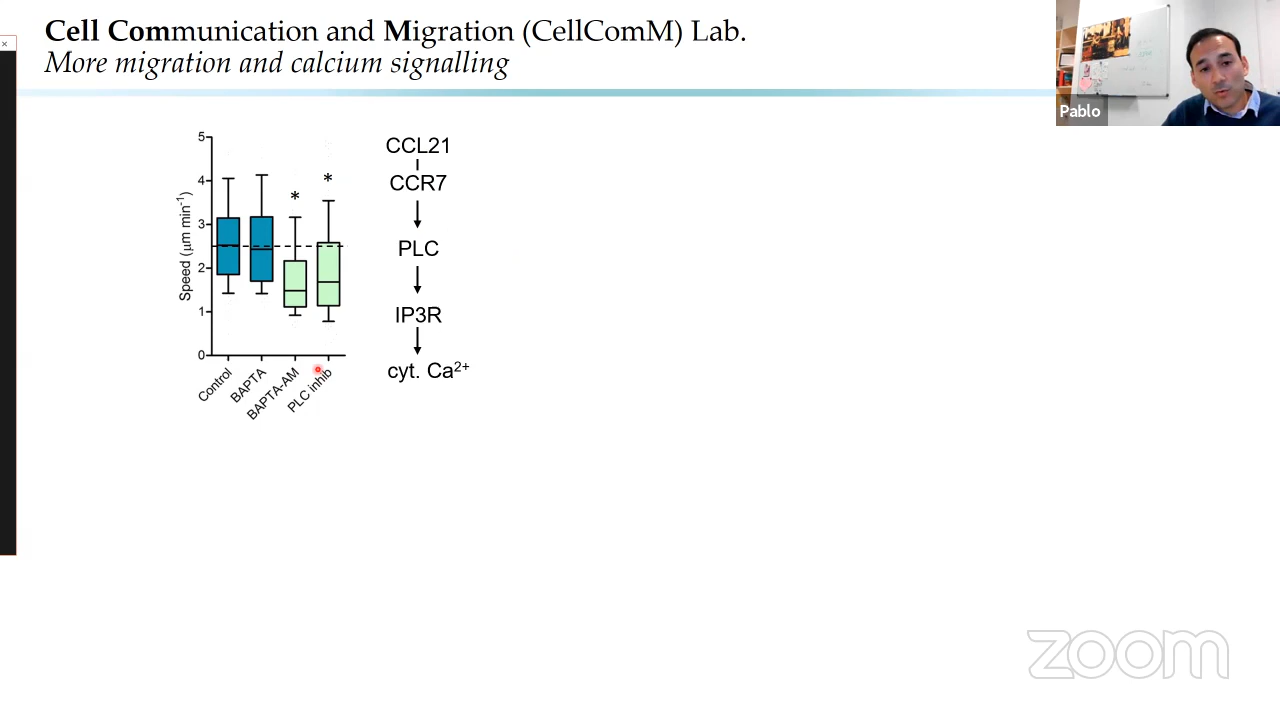 Cell Communication and Migration (CellComM) Lab.
More migration and calcium signalling
Pablo
5
4
3
2
1
0
Speed (µm min⁻¹)
*
*
Control
BAPTA
BAPTA-AM
PLC inhib
CCL21
CCR7
PLC
IP3R
cyt. Ca²⁺
zoom